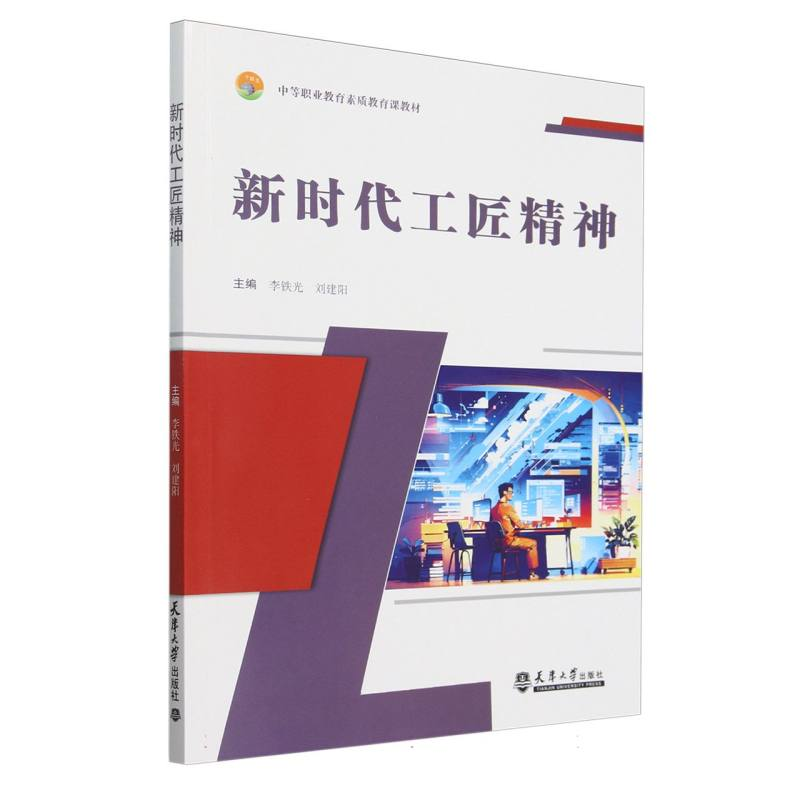 中等职业教育素质教育课教材
新时代工匠精神
主编 李铁光 刘建阳
天津大学出版社
TIANJIN UNIVERSITY PRESS
新时代工匠精神
主编 李铁光 刘建阳
天津大学出版社